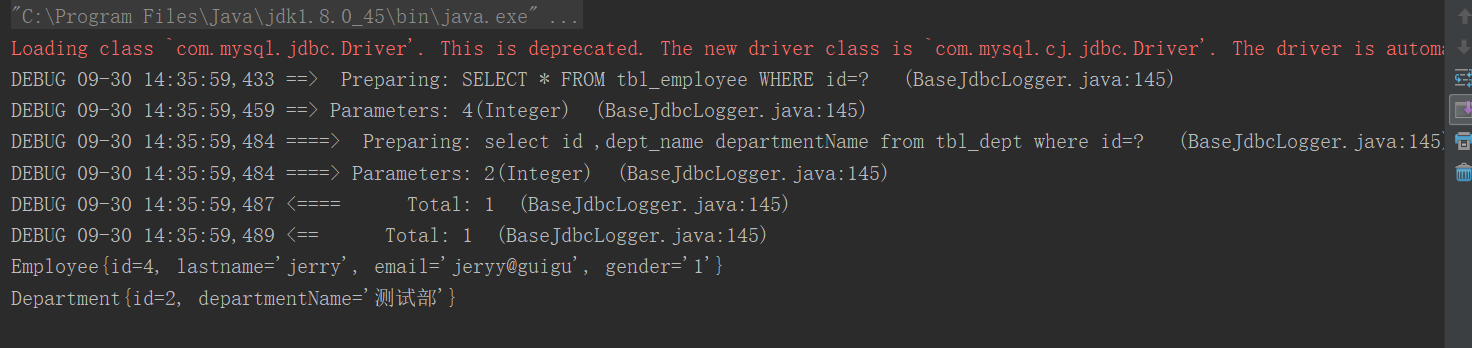 "C:\Program Files\Java\jdk1.8.0_45\bin\java.exe" ...
Loading class `com.mysql.jdbc.Driver'. This is deprecated. The new driver class is `com.mysql.cj.jdbc.Driver'. The driver is automa
DEBUG 09-30 14:35:59,433 ==>  Preparing: SELECT * FROM tbl_employee WHERE id=?   (BaseJdbcLogger.java:145)
DEBUG 09-30 14:35:59,459 ==> Parameters: 4(Integer)  (BaseJdbcLogger.java:145)
DEBUG 09-30 14:35:59,484 ====>  Preparing: select id ,dept_name departmentName from tbl_dept where id=?   (BaseJdbcLogger.java:145)
DEBUG 09-30 14:35:59,484 ====> Parameters: 2(Integer)  (BaseJdbcLogger.java:145)
DEBUG 09-30 14:35:59,487 <====      Total: 1  (BaseJdbcLogger.java:145)
DEBUG 09-30 14:35:59,489 <==      Total: 1  (BaseJdbcLogger.java:145)
Employee{id=4, lastname='jerry', email='jeryy@guigu', gender='1'}
Department{id=2, departmentName='测试部'}